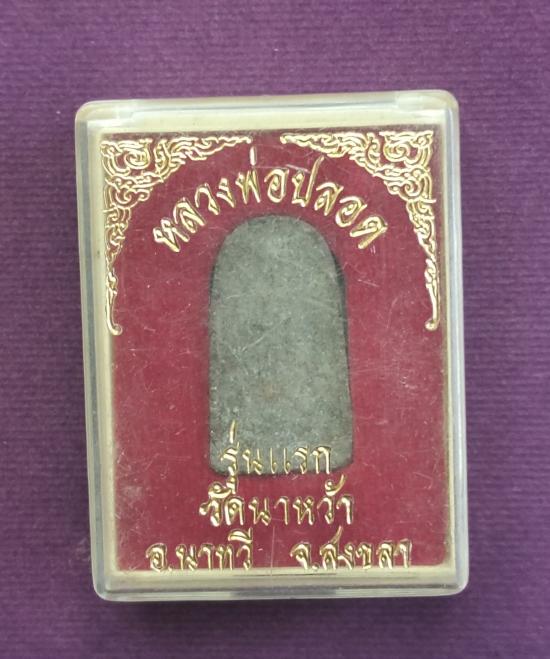 หลวงพ่อปลอด
รุ่นแรก
วัดนาหว้า
อ.นาทวี จ.สงขลา